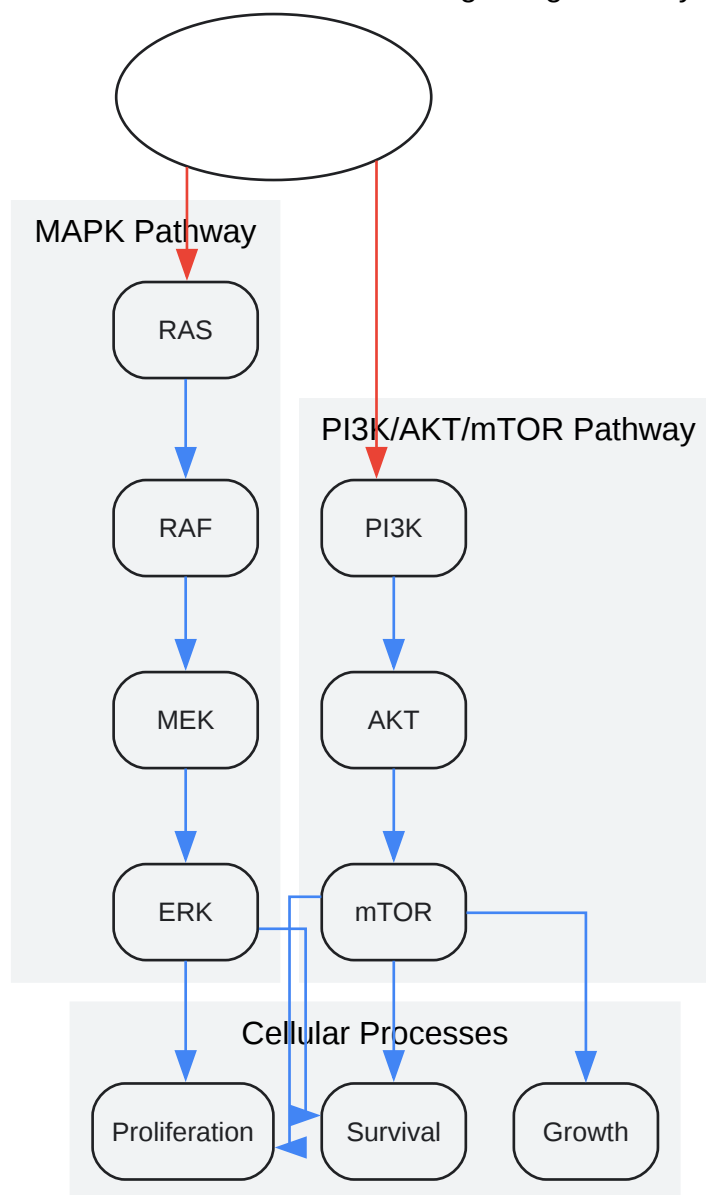 MAPK Pathway
RAS
PI3K/AKT/mTOR Pathway
RAF
PI3K
MEK
AKT
ERK
mTOR
Cellular Processes
Proliferation
Survival
Growth